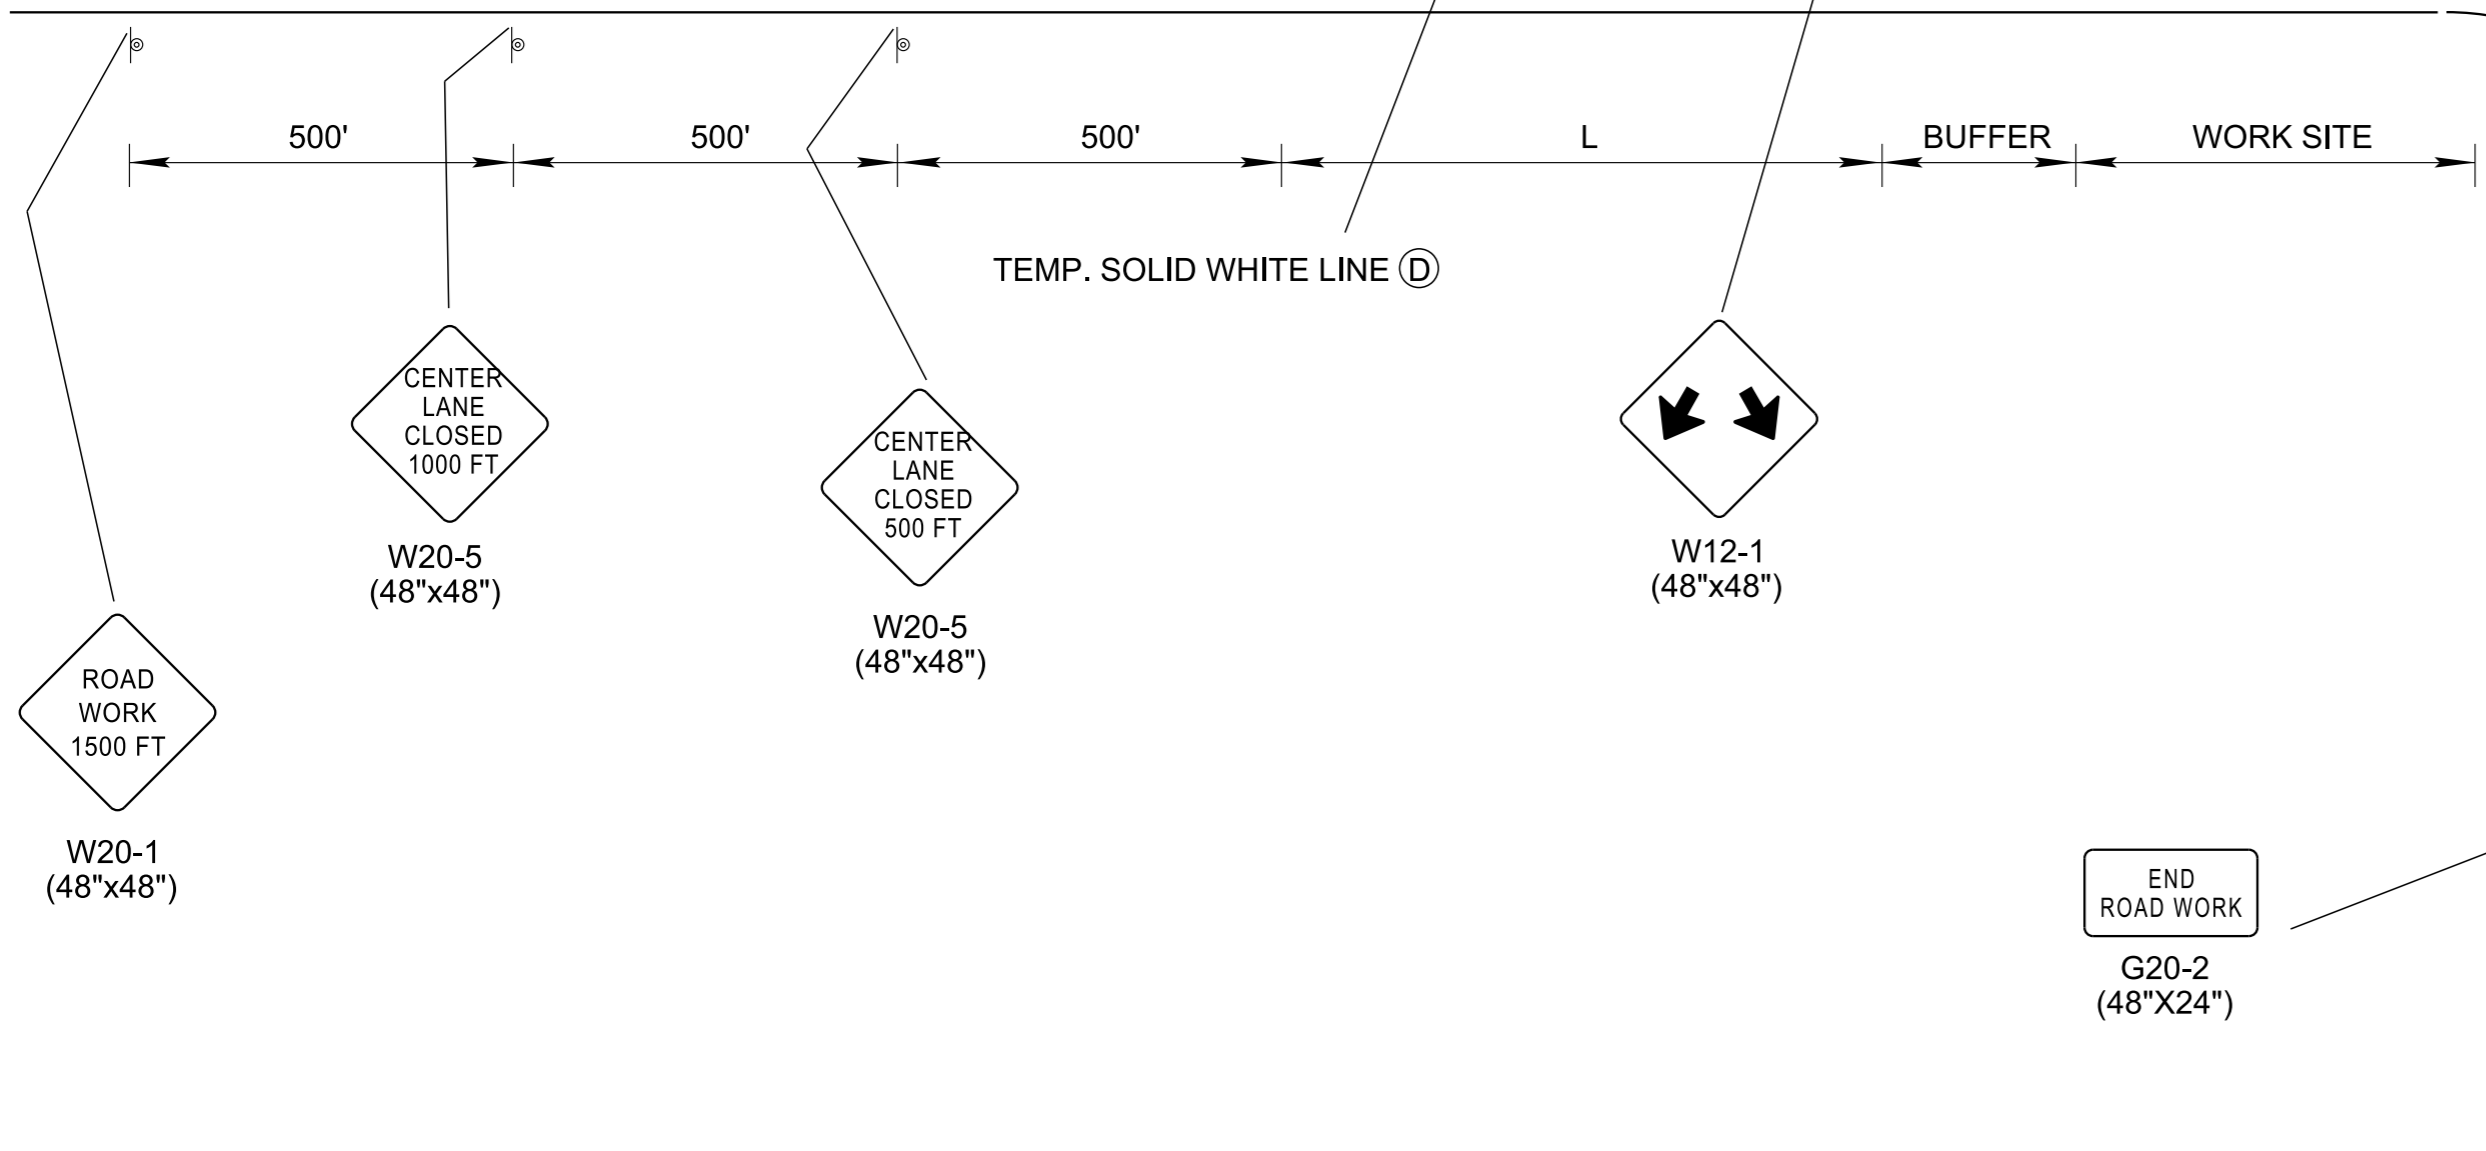 500'
500'
500'
L
BUFFER
WORK SITE
TEMP. SOLID WHITE LINE D
CENTER
LANE
CLOSED
1000 FT
W20-5
(48"x48")
CENTER
LANE
CLOSED
500 FT
W20-5
(48"x48")
W12-1
(48"x48")
ROAD
WORK
1500 FT
W20-1
(48"x48")
END
ROAD WORK
G20-2
(48"X24")